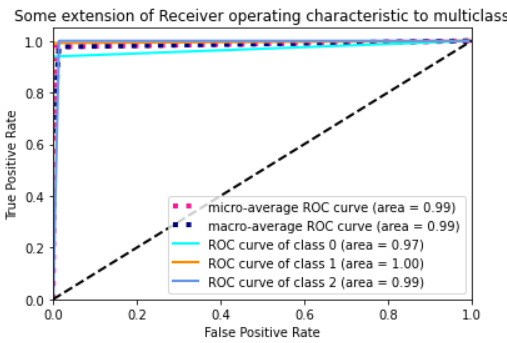 Some extension of Receiver operating characteristic to multiclass
1.0
0.8
0.6
0.4
0.2
0.0
True Positive Rate
micro-average ROC curve (area = 0.99)
macro-average ROC curve (area = 0.99)
ROC curve of class 0 (area = 0.97)
ROC curve of class 1 (area = 1.00)
ROC curve of class 2 (area = 0.99)
0.0 0.2 0.4 0.6 0.8 1.0
False Positive Rate